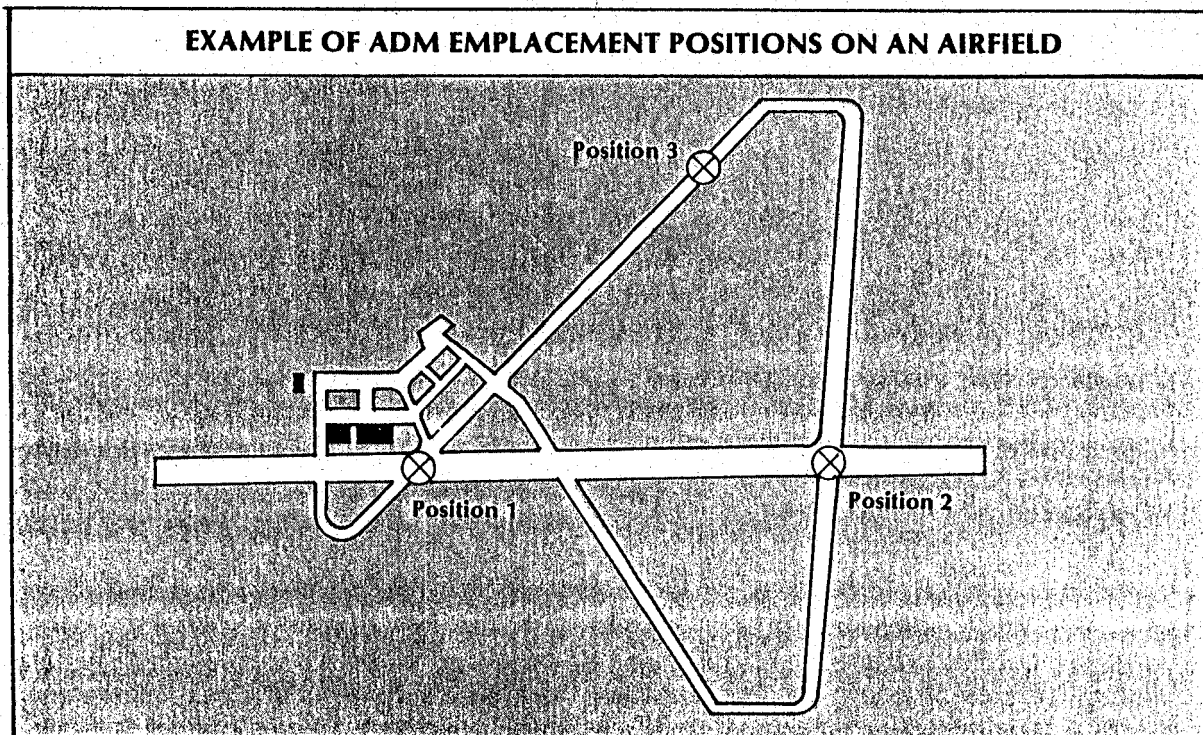 EXAMPLE OF ADM EMPLACEMENT POSITIONS ON AN AIRFIELD
Position 3
Position 1
Position 2